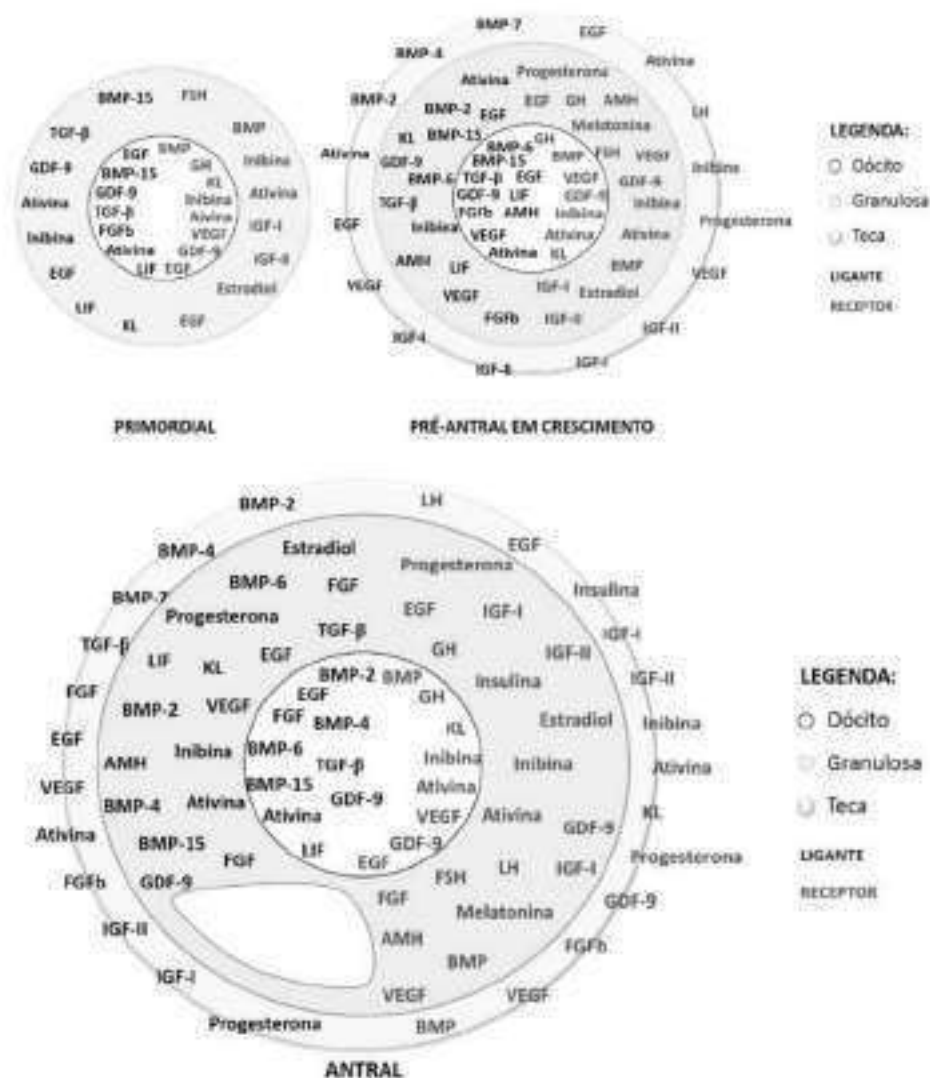 BMP-7
EGF
BMP-4
Ativina
Ativina
Progesterona
BMP-15
FSH
BMP-2
BMP-2
EGF
EGF
GH
AMH
LH
TGF-β
BMP
KL
BMP-15
Melatonina
LEGENDA:
EGF
BMP
BMP-6
GH
GDF-9
BMP-15
GH
Inibina
Ativina
GDF-9
BMP-15
BMP
FSH
VEGF
Inibina
Oócito
Ativina
GDF-9
KL
Ativina
BMP-6
TGF-β
EGF
VEGF
GDF-9
Granulosa
TGF-β
Inibina
IGF-I
TGF-β
GDF-9
LIF
GDF-9
Inibina
Progesterona
Inibina
FGFb
Aivina
EGF
Inibina
FGFb
AMH
Inibina
Ativina
Teca
Ativina
VEGF
GDF-9
IGF-II
VEGF
Ativina
EGF
LIF
EGF
Estradiol
AMH
LIF
Ativina
KL
BMP
VEGF
LIGANTE
LIF
KL
EGF
VEGF
VEGF
IGF-I
Estradiol
RECEPTOR
IGF-I
FGFb
IGF-II
IGF-II
IGF-II
IGF-I
PRIMORDIAL
PRÉ-ANTRAL EM CRESCIMENTO
BMP-2
LH
BMP-4
Estradiol
EGF
BMP-6
FGF
Progesterona
BMP-7
Progesterona
EGF
IGF-I
Insulina
TGF-β
LIF
KL
EGF
TGF-β
GH
IGF-II
IGF-I
FGF
BMP-2
VEGF
EGF
BMP-2
BMP
GH
Insulina
IGF-II
LEGENDA:
EGF
FGF
BMP-4
KL
Estradiol
Inibina
Oócito
AMH
Inibina
BMP-6
TGF-β
Inibina
Inibina
Ativina
Granulosa
VEGF
BMP-4
Ativina
BMP-15
GDF-9
Ativina
Ativina
KL
Teca
Ativina
BMP-15
Ativina
VEGF
GDF-9
LIGANTE
FGFb
GDF-9
FGF
LIF
EGF
GDF-9
FSH
LH
IGF-I
Progesterona
RECEPTOR
IGF-II
FGF
Melatonina
GDF-9
IGF-I
AMH
BMP
FGFb
VEGF
VEGF
Progesterona
BMP
ANTRAL